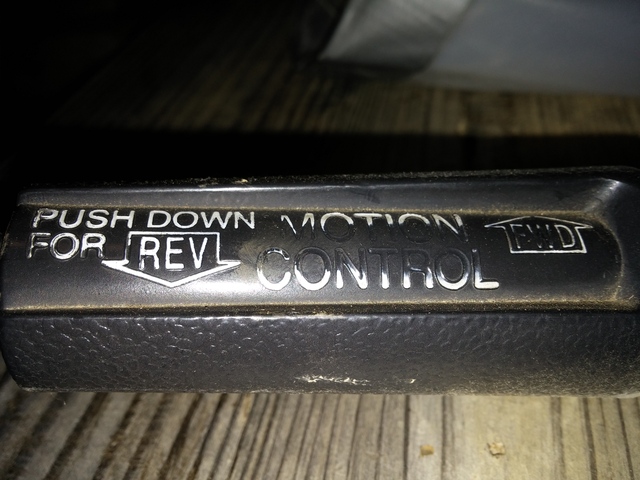 PUSH DOWN
FOR REV
MOTION
CONTROL
FWD